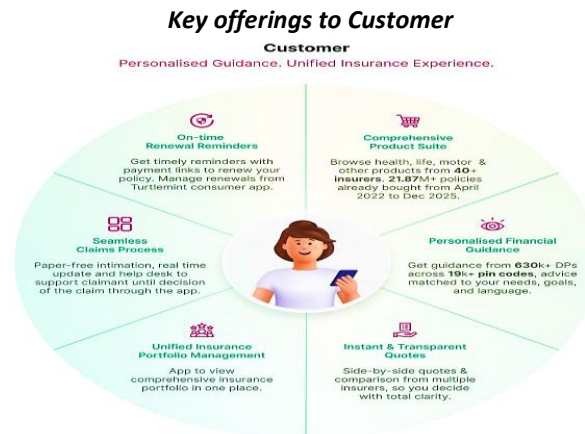 Key offerings to Customer
Customer
Personalised Guidance. Unified Insurance Experience.
On-time
Renewal Reminders
Get timely reminders with
payment links to renew your
policy. Manage renewals from
Turtlemint consumer app.
Comprehensive
Product Suite
Browse health, life, motor &
other products from 40+
insurers. 21.87M+ policies
already bought from April
2022 to Dec 2025.
Seamless
Claims Process
Paper-free intimation, real time
update and help desk to
support claimant until decision
of the claim through the app.
Personalised Financial
Guidance
Get guidance from 630k+ DPs
across 19k+ pin codes, advice
matched to your needs, goals,
and language.
Unified Insurance
Portfolio Management
App to view
comprehensive insurance
portfolio in one place.
Instant & Transparent
Quotes
Side-by-side quotes &
comparison from multiple
insurers, so you decide
with total clarity.